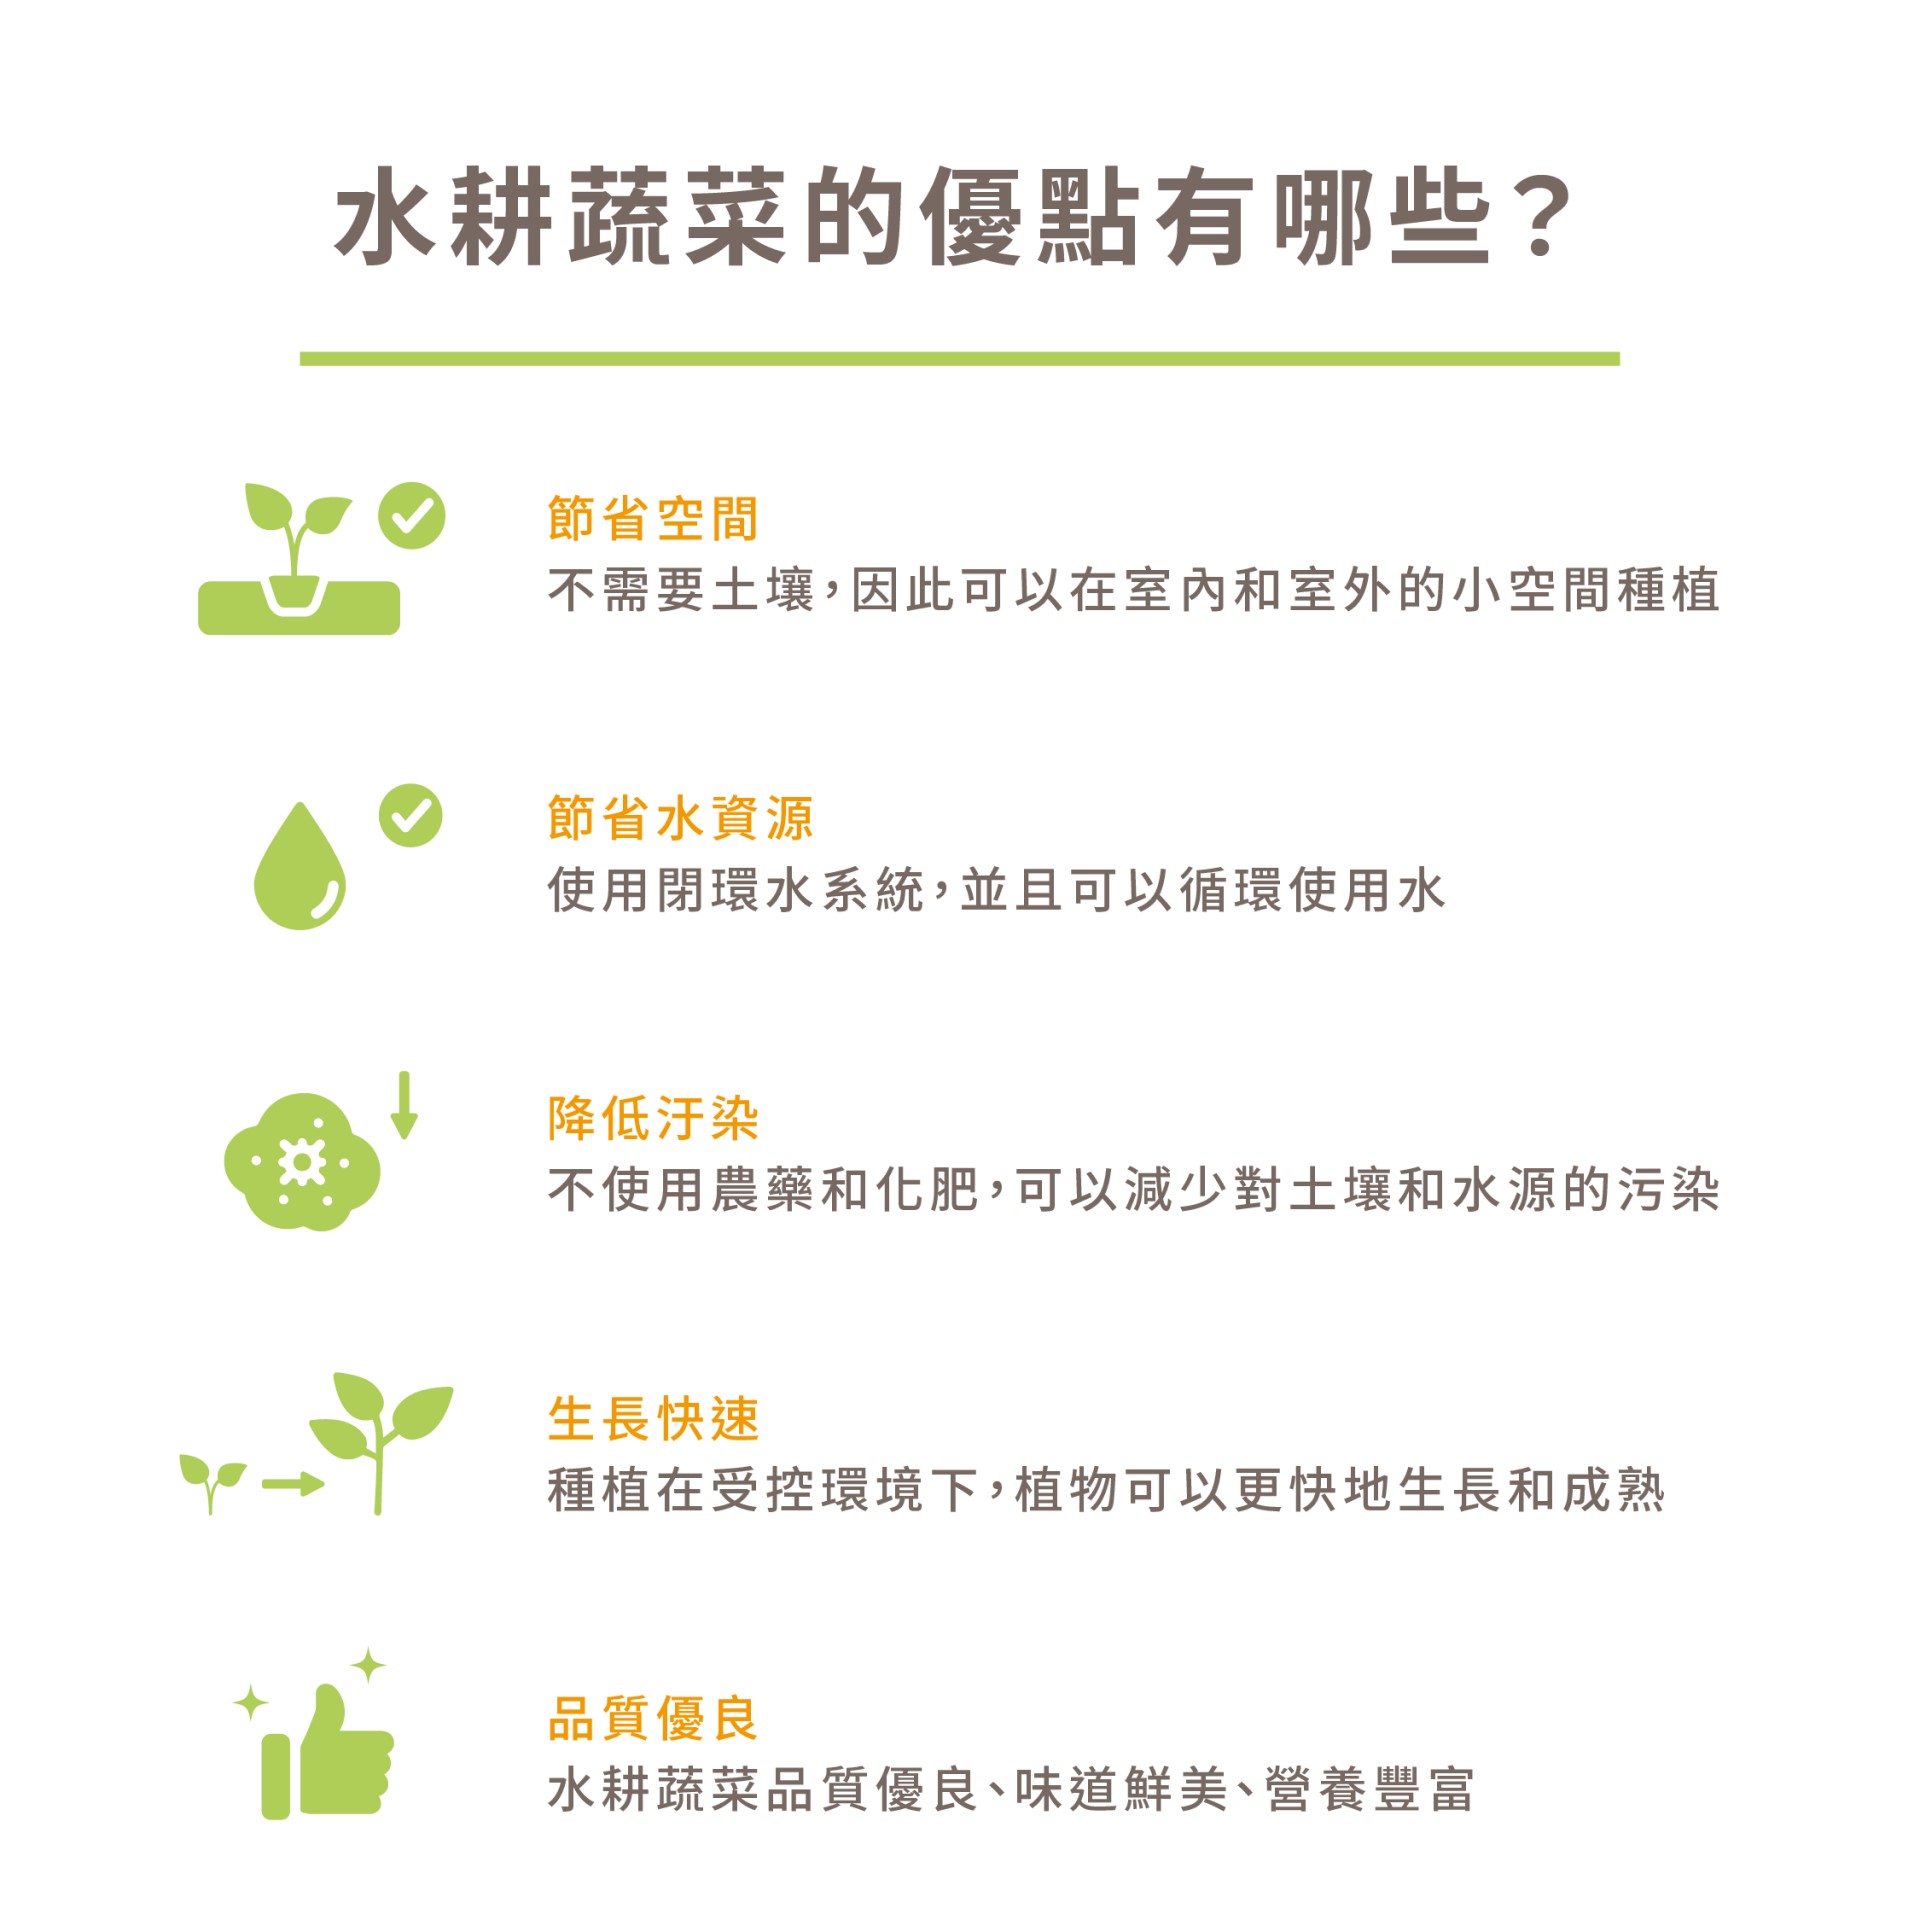 水耕蔬菜的優點有哪些？
節省空間
不需要土壤，因此可以在室內和室外的小空間種植
節省水資源
使用閉環水系統，並且可以循環使用水
降低汙染
不使用農藥和化肥，可以減少對土壤和水源的污染
生長快速
種植在受控環境下，植物可以更快地生長和成熟
品質優良
水耕蔬菜品質優良、味道鮮美、營養豐富